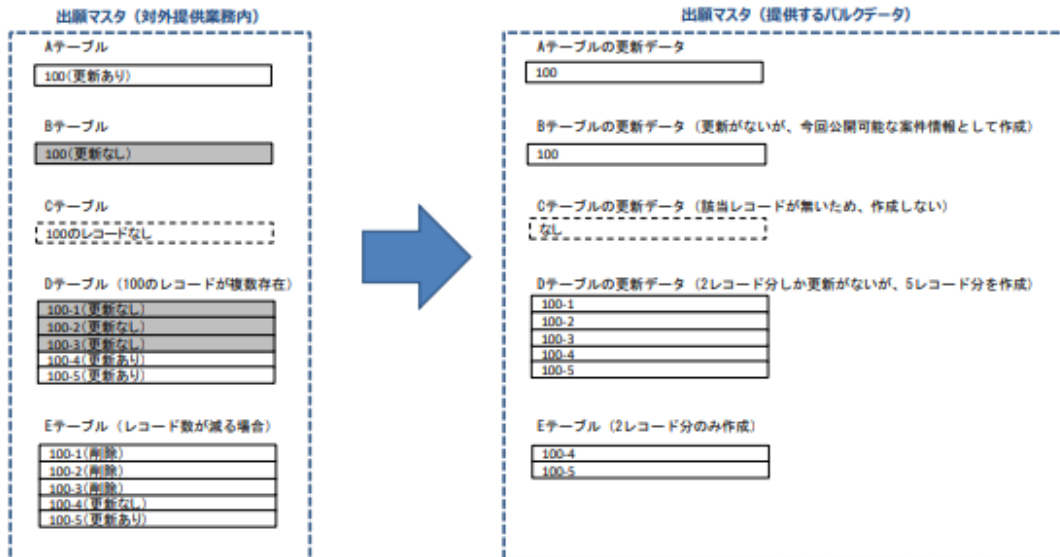 出願マスタ（対外提供業務内）
Aテーブル
100(更新あり)
Bテーブル
100(更新なし)
Cテーブル
100のレコードなし
Dテーブル（100のレコードが複数存在）
100-1(更新なし)
100-2(更新なし)
100-3(更新なし)
100-4(更新あり)
100-5(更新あり)
Eテーブル（レコード数が減る場合）
100-1(削除)
100-2(削除)
100-3(削除)
100-4(更新なし)
100-5(更新あり)
出願マスタ（提供するバルクデータ）
Aテーブルの更新データ
100
Bテーブルの更新データ（更新がないが、今回公開可能な案件情報として作成）
100
Cテーブルの更新データ（該当レコードが無いため、作成しない）
なし
Dテーブルの更新データ（2レコード分しか更新がないが、5レコード分を作成）
100-1
100-2
100-3
100-4
100-5
Eテーブル（2レコード分のみ作成）
100-4
100-5